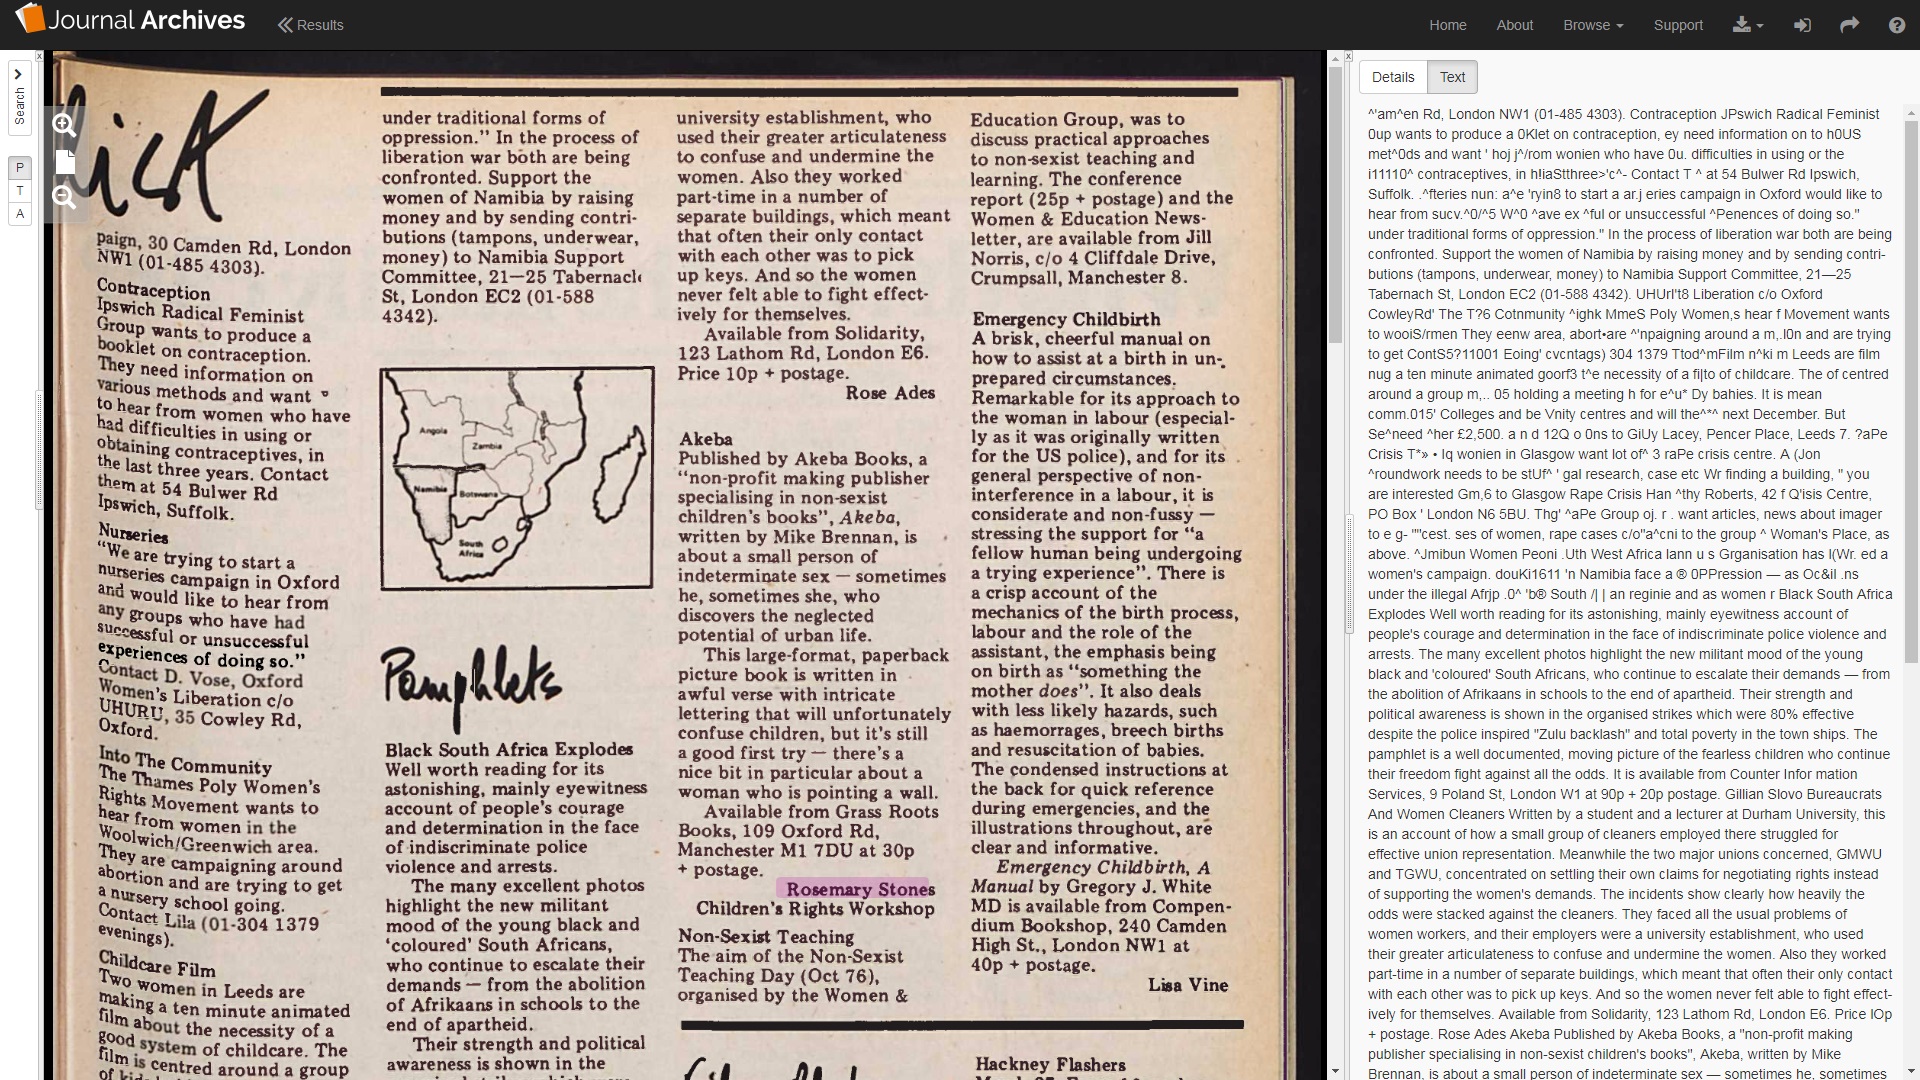 Journal Archives
Results
Home
About
Browse
Support
Search
P
T
A
paign, 30 Camden Rd, London
NW1 (01-485 4303).
Contraception
Ipswich Radical Feminist
Group wants to produce a
booklet on contraception.
They need information on
various methods and want
to hear from women who have
had difficulties in using or
obtaining contraceptives, in
the last three years. Contact
them at 54 Bulwer Rd
Ipswich, Suffolk.
Nurseries
“We are trying to start a
nurseries campaign in Oxford
and would like to hear from
any groups who have had
successful or unsuccessful
experiences of doing so.”
Contact D. Vose, Oxford
Women’s Liberation c/o
UHURU, 35 Cowley Rd,
Oxford.
Into The Community
The Thames Poly Women’s
Rights Movement wants to
hear from women in the
Woolwich/Greenwich area.
They are campaigning around
abortion and are trying to get
a nursery school going.
Contact Lila (01-304 1379
evenings).
Childcare Film
Two women in Leeds are
making a ten minute animated
film about the necessity of a
good system of childcare. The
film is centred around a group
under traditional forms of
oppression.” In the process of
liberation war both are being
confronted. Support the
women of Namibia by raising
money and by sending contri-
butions (tampons, underwear,
money) to Namibia Support
Committee, 21—25 Tabernacle
St, London EC2 (01-588
4342).
Angola
Zambia
Namibia
Botswana
South
Africa
Pamphlets
Black South Africa Explodes
Well worth reading for its
astonishing, mainly eyewitness
account of people’s courage
and determination in the face
of indiscriminate police
violence and arrests.
The many excellent photos
highlight the new militant
mood of the young black and
‘coloured’ South Africans,
who continue to escalate their
demands — from the abolition
of Afrikaans in schools to the
end of apartheid.
Their strength and political
awareness is shown in the
university establishment, who
used their greater articulateness
to confuse and undermine the
women. Also they worked
part-time in a number of
separate buildings, which meant
that often their only contact
with each other was to pick
up keys. And so the women
never felt able to fight effect-
ively for themselves.
Available from Solidarity,
123 Lathom Rd, London E6.
Price 10p + postage.
Rose Ades
Akeba
Published by Akeba Books, a
“non-profit making publisher
specialising in non-sexist
children’s books”, Akeba,
written by Mike Brennan, is
about a small person of
indeterminate sex — sometimes
he, sometimes she, who
discovers the neglected
potential of urban life.
This large-format, paperback
picture book is written in
awful verse with intricate
lettering that will unfortunately
confuse children, but it’s still
a good first try — there’s a
nice bit in particular about a
woman who is pointing a wall.
Available from Grass Roots
Books, 109 Oxford Rd,
Manchester M1 7DU at 30p
+ postage.
Rosemary Stones
Children’s Rights Workshop
Non-Sexist Teaching
The aim of the Non-Sexist
Teaching Day (Oct 76),
organised by the Women &
Education Group, was to
discuss practical approaches
to non-sexist teaching and
learning. The conference
report (25p + postage) and the
Women & Education News-
letter, are available from Jill
Norris, c/o 4 Cliffdale Drive,
Crumpsall, Manchester 8.
Emergency Childbirth
A brisk, cheerful manual on
how to assist at a birth in un-
prepared circumstances.
Remarkable for its approach to
the woman in labour (especial-
ly as it was originally written
for the US police), and for its
general perspective of non-
interference in a labour, it is
considerate and non-fussy —
stressing the support for “a
fellow human being undergoing
a trying experience”. There is
a crisp account of the
mechanics of the birth process,
labour and the role of the
assistant, the emphasis being
on birth as “something the
mother does”. It also deals
with less likely hazards, such
as haemorrages, breech births
and resuscitation of babies.
The condensed instructions at
the back for quick reference
during emergencies, and the
illustrations throughout, are
clear and informative.
Emergency Childbirth, A
Manual by Gregory J. White
MD is available from Compen-
dium Bookshop, 240 Camden
High St., London NW1 at
40p + postage.
Lisa Vine
Hackney Flashers
Details
Text
^'am^en Rd, London NW1 (01-485 4303). Contraception JPswich Radical Feminist
0up wants to produce a 0Klet on contraception, ey need information on to h0US
met^0ds and want ' hoj j^/rom wonien who have 0u. difficulties in using or the
i11110^ contraceptives, in hIiaStthree>'c^- Contact T ^ at 54 Bulwer Rd Ipswich,
Suffolk. .^fteries nun: a^e 'ryin8 to start a ar.j eries campaign in Oxford would like to
hear from sucv.^0/^5 W^0 ^ave ex ^ful or unsuccessful ^Penences of doing so."
under traditional forms of oppression." In the process of liberation war both are being
confronted. Support the women of Namibia by raising money and by sending contri-
butions (tampons, underwear, money) to Namibia Support Committee, 21—25
Tabernach St, London EC2 (01-588 4342). UHUrl't8 Liberation c/o Oxford
CowleyRd' The T?6 Cotnmunity ^ighk MmeS Poly Women,s hear f Movement wants
to wooiS/rmen They eenw area, abort•are ^'npaigning around a m,.I0n and are trying
to get ContS5?11001 Eoing' cvcntags) 304 1379 Ttod^mFilm n^ki m Leeds are film
nug a ten minute animated goorf3 t^e necessity of a fi|to of childcare. The of centred
around a group m,.. 05 holding a meeting h for e^u* Dy bahies. It is mean
comm.015' Colleges and be Vnity centres and will the^*^ next December. But
Se^need ^her £2,500. a n d 12Q o 0ns to GiUy Lacey, Pencer Place, Leeds 7. ?aPe
Crisis T*» • Iq wonien in Glasgow want lot of^ 3 raPe crisis centre. A (Jon
^roundwork needs to be stUf^ ' gal research, case etc Wr finding a building, " you
are interested Gm,6 to Glasgow Rape Crisis Han ^thy Roberts, 42 f Q'isis Centre,
PO Box ' London N6 5BU. Thg' ^aPe Group oj. r . want articles, news about imager
to e g- ""cest. ses of women, rape cases c/o"a^cni to the group ^ Woman's Place, as
above. ^Jmibun Women Peoni .Uth West Africa Iann u s Grganisation has I(Wr. ed a
women's campaign. douKi1611 'n Namibia face a ® 0PPression — as Oc&il .ns
under the illegal Afrjp .0^ 'b® South /| | an reginie and as women r Black South Africa
Explodes Well worth reading for its astonishing, mainly eyewitness account of
people's courage and determination in the face of indiscriminate police violence and
arrests. The many excellent photos highlight the new militant mood of the young
black and 'coloured' South Africans, who continue to escalate their demands — from
the abolition of Afrikaans in schools to the end of apartheid. Their strength and
political awareness is shown in the organised strikes which were 80% effective
despite the police inspired "Zulu backlash" and total poverty in the town ships. The
pamphlet is a well documented, moving picture of the fearless children who continue
their freedom fight against all the odds. It is available from Counter Infor mation
Services, 9 Poland St, London W1 at 90p + 20p postage. Gillian Slovo Bureaucrats
And Women Cleaners Written by a student and a lecturer at Durham University, this
is an account of how a small group of cleaners employed there struggled for
effective union representation. Meanwhile the two major unions concerned, GMWU
and TGWU, concentrated on settling their own claims for negotiating rights instead
of supporting the women's demands. The incidents show clearly how heavily the
odds were stacked against the cleaners. They faced all the usual problems of
women workers, and their employers were a university establishment, who used
their greater articulateness to confuse and undermine the women. Also they worked
part-time in a number of separate buildings, which meant that often their only contact
with each other was to pick up keys. And so the women never felt able to fight effect-
ively for themselves. Available from Solidarity, 123 Lathom Rd, London E6. Price lOp
+ postage. Rose Ades Akeba Published by Akeba Books, a "non-profit making
publisher specialising in non-sexist children's books", Akeba, written by Mike
Brennan, is about a small person of indeterminate sex — sometimes he, sometimes